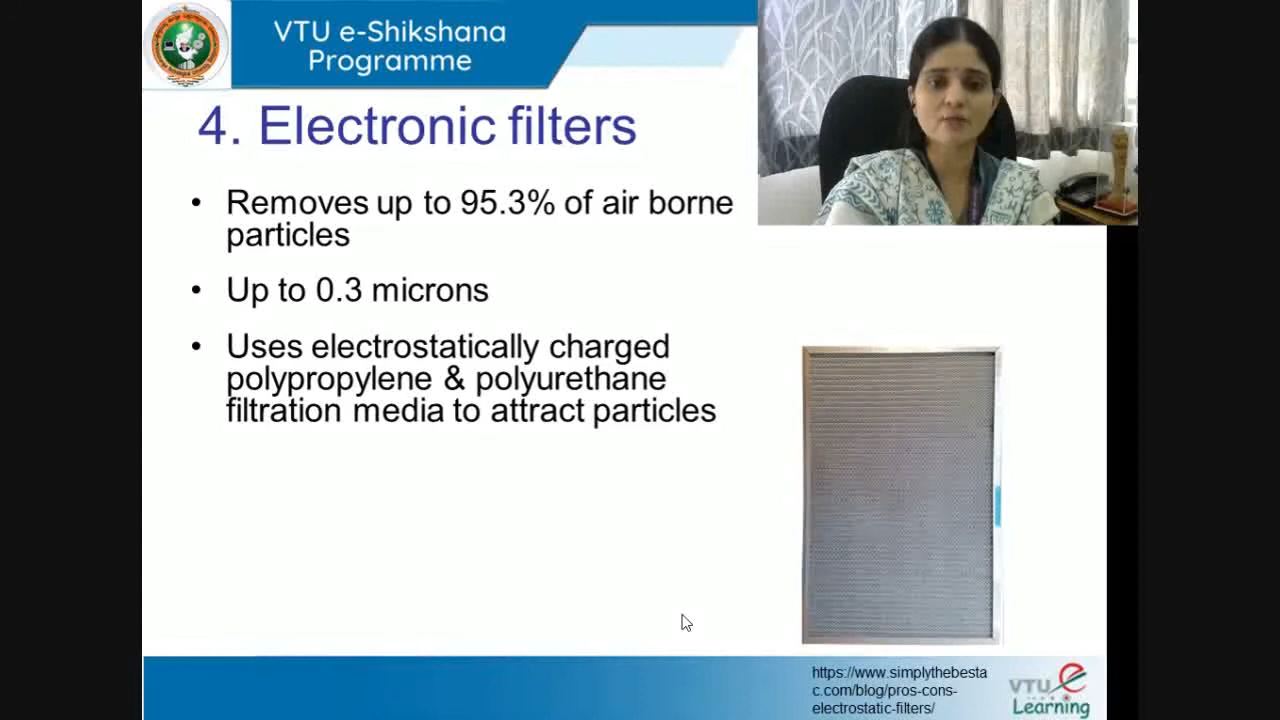 VTU e-Shikshana
Programme
4. Electronic filters
• Removes up to 95.3% of air borne
particles
• Up to 0.3 microns
• Uses electrostatically charged
polypropylene & polyurethane
filtration media to attract particles
https://www.simplythebesta
c.com/blog/pros-cons-
electrostatic-filters/
VTU e
Learning